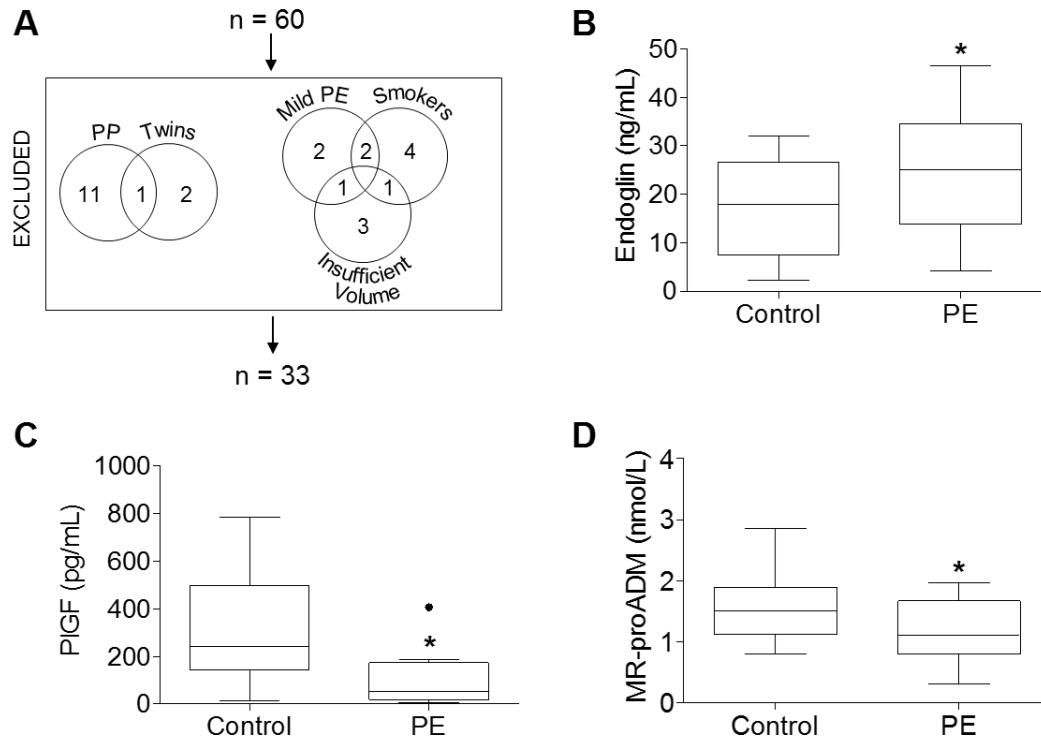 A
n = 60
EXCLUDED
PP Twins
11 1 2
Mild PE Smokers
2 2 4
1 1
3
Insufficient
Volume
n = 33
B
Endoglin (ng/mL)
50
40
30
20
10
0
*
Control PE
C
PlGF (pg/mL)
1000
800
600
400
200
0
*
Control PE
D
MR-proADM (nmol/L)
4
3
2
1
0
*
Control PE